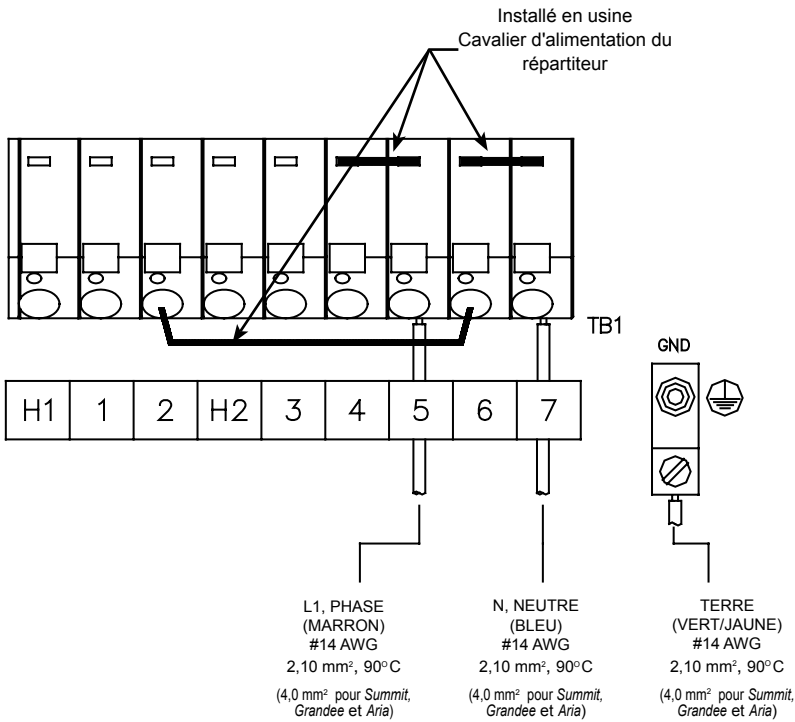 Installé en usine
Cavalier d'alimentation du
répartiteur
TB1
GND
H1 1 2 H2 3 4 5 6 7
L1, PHASE
(MARRON)
#14 AWG
2,10 mm², 90°C
(4,0 mm² pour Summit,
Grandee et Aria)
N, NEUTRE
(BLEU)
#14 AWG
2,10 mm², 90°C
(4,0 mm² pour Summit,
Grandee et Aria)
TERRE
(VERT/JAUNE)
#14 AWG
2,10 mm², 90°C
(4,0 mm² pour Summit,
Grandee et Aria)